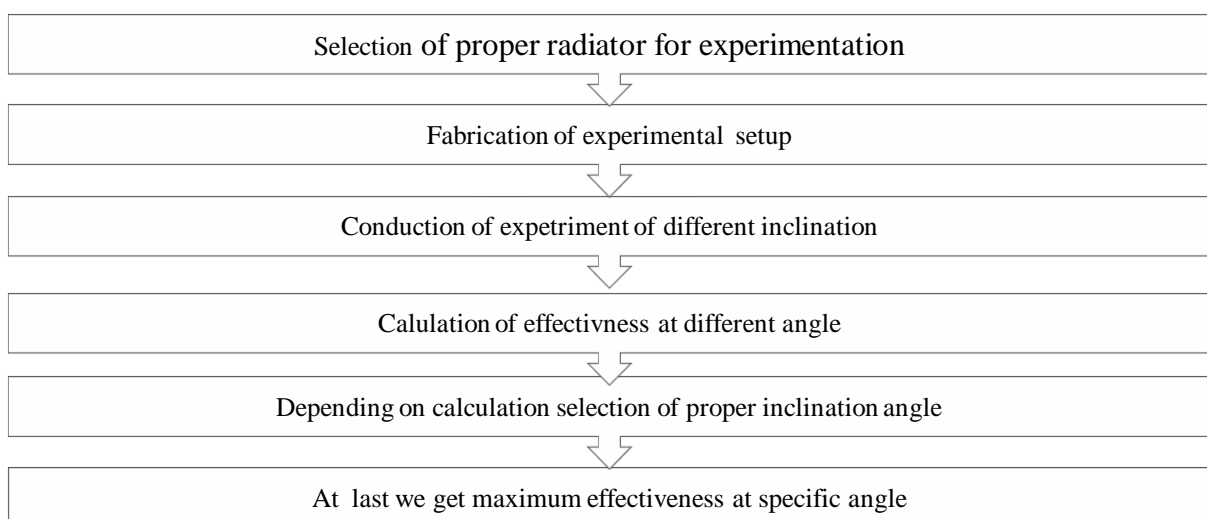 Selection of proper radiator for experimentation
Fabrication of experimental setup
Conduction of expetriment of different inclination
Calulation of effectivness at different angle
Depending on calculation selection of proper inclination angle
At last we get maximum effectiveness at specific angle